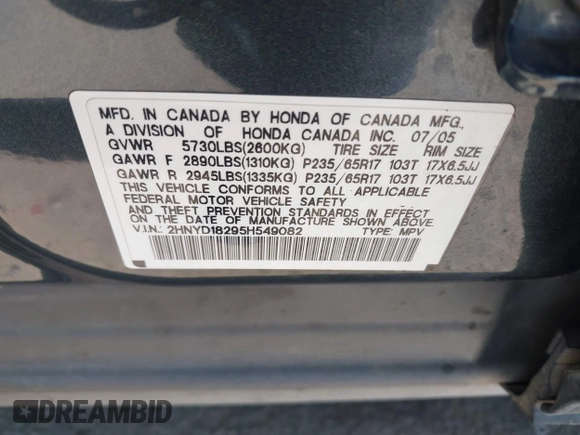 MFD. IN CANADA BY HONDA OF CANADA MFG.,
A DIVISION OF HONDA CANADA INC. 07/05
GVWR 5730LBS(2600KG) TIRE SIZE RIM SIZE
GAWR F 2890LBS(1310KG) P235/65R17 103T 17X6.5JJ
GAWR R 2945LBS(1335KG) P235/65R17 103T 17X6.5JJ
THIS VEHICLE CONFORMS TO ALL APPLICABLE
FEDERAL MOTOR VEHICLE SAFETY
AND THEFT PREVENTION STANDARDS IN EFFECT
ON THE DATE OF MANUFACTURE SHOWN ABOVE.
V.I.N.: 2HNYD18295H549082 TYPE: MPV
DREAMBID